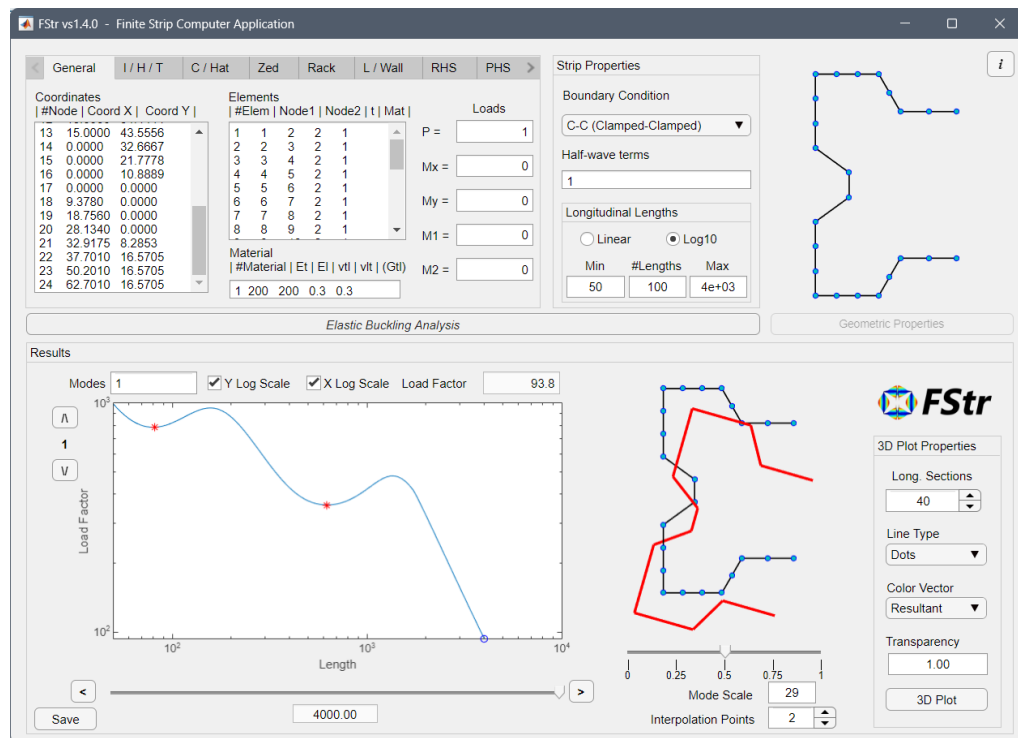 FStr vs1.4.0 - Finite Strip Computer Application
General I / H / T C / Hat Zed Rack L / Wall RHS PHS
Coordinates
| #Node | Coord X | Coord Y |
13 15.0000 43.5556
14 0.0000 32.6667
15 0.0000 21.7778
16 0.0000 10.8889
17 0.0000 0.0000
18 9.3780 0.0000
19 18.7560 0.0000
20 28.1340 0.0000
21 32.9175 8.2853
22 37.7010 16.5705
23 50.2010 16.5705
24 62.7010 16.5705
Elements
| #Elem | Node1 | Node2 | t | Mat |
1 1 2 2 1
2 2 3 2 1
3 3 4 2 1
4 4 5 2 1
5 5 6 2 1
6 6 7 2 1
7 7 8 2 1
8 8 9 2 1
Material
| #Material | Et | El | vtl | vlt | (Gtl)
1 200 200 0.3 0.3
Loads
P = 1
Mx = 0
My = 0
M1 = 0
M2 = 0
Strip Properties
Boundary Condition
C-C (Clamped-Clamped)
Half-wave terms
1
Longitudinal Lengths
Linear Log10
Min #Lengths Max
50 100 4e+03
i
Elastic Buckling Analysis
Geometric Properties
Results
Modes 1 Y Log Scale X Log Scale Load Factor 93.8
/\
1
\/
Load Factor
10³
10²
10² 10³ 10⁴
Length
< >
Save
4000.00
0 0.25 0.5 0.75 1
Mode Scale 29
Interpolation Points 2
FStr
3D Plot Properties
Long. Sections
40
Line Type
Dots
Color Vector
Resultant
Transparency
1.00
3D Plot